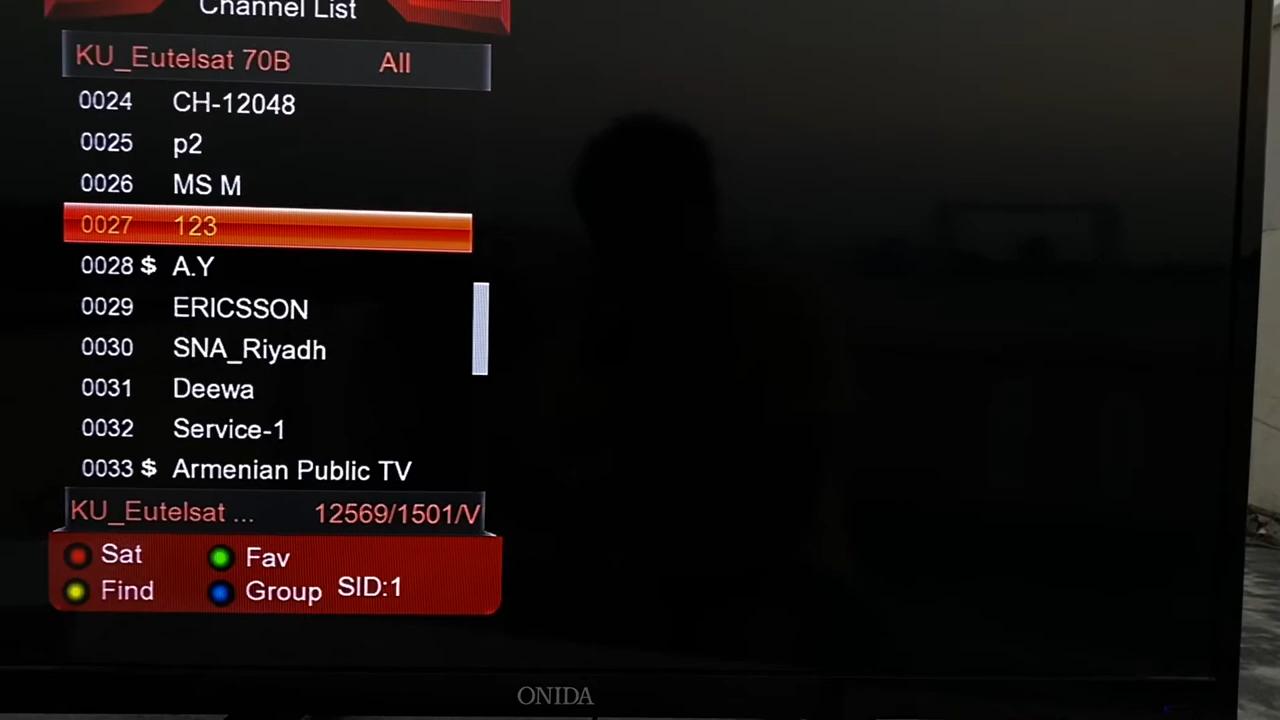 Channel List
KU_Eutelsat 70B All
0024 CH-12048
0025 p2
0026 MS M
0027 123
0028 $ A.Y
0029 ERICSSON
0030 SNA_Riyadh
0031 Deewa
0032 Service-1
0033 $ Armenian Public TV
KU_Eutelsat ... 12569/1501/V
Sat Fav
Find Group SID:1
ONIDA